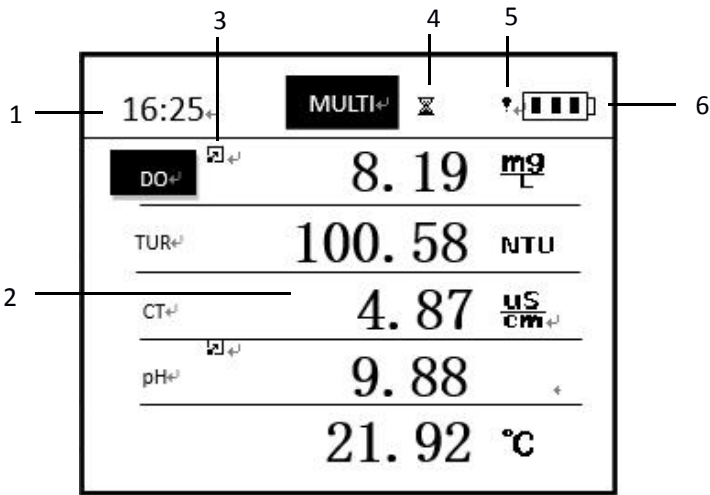 3 4 5
1 16:25 MULTI 6
DO 8.19 mg/L
TUR 100.58 NTU
2 CT 4.87 uS/cm
pH 9.88
21.92 °C